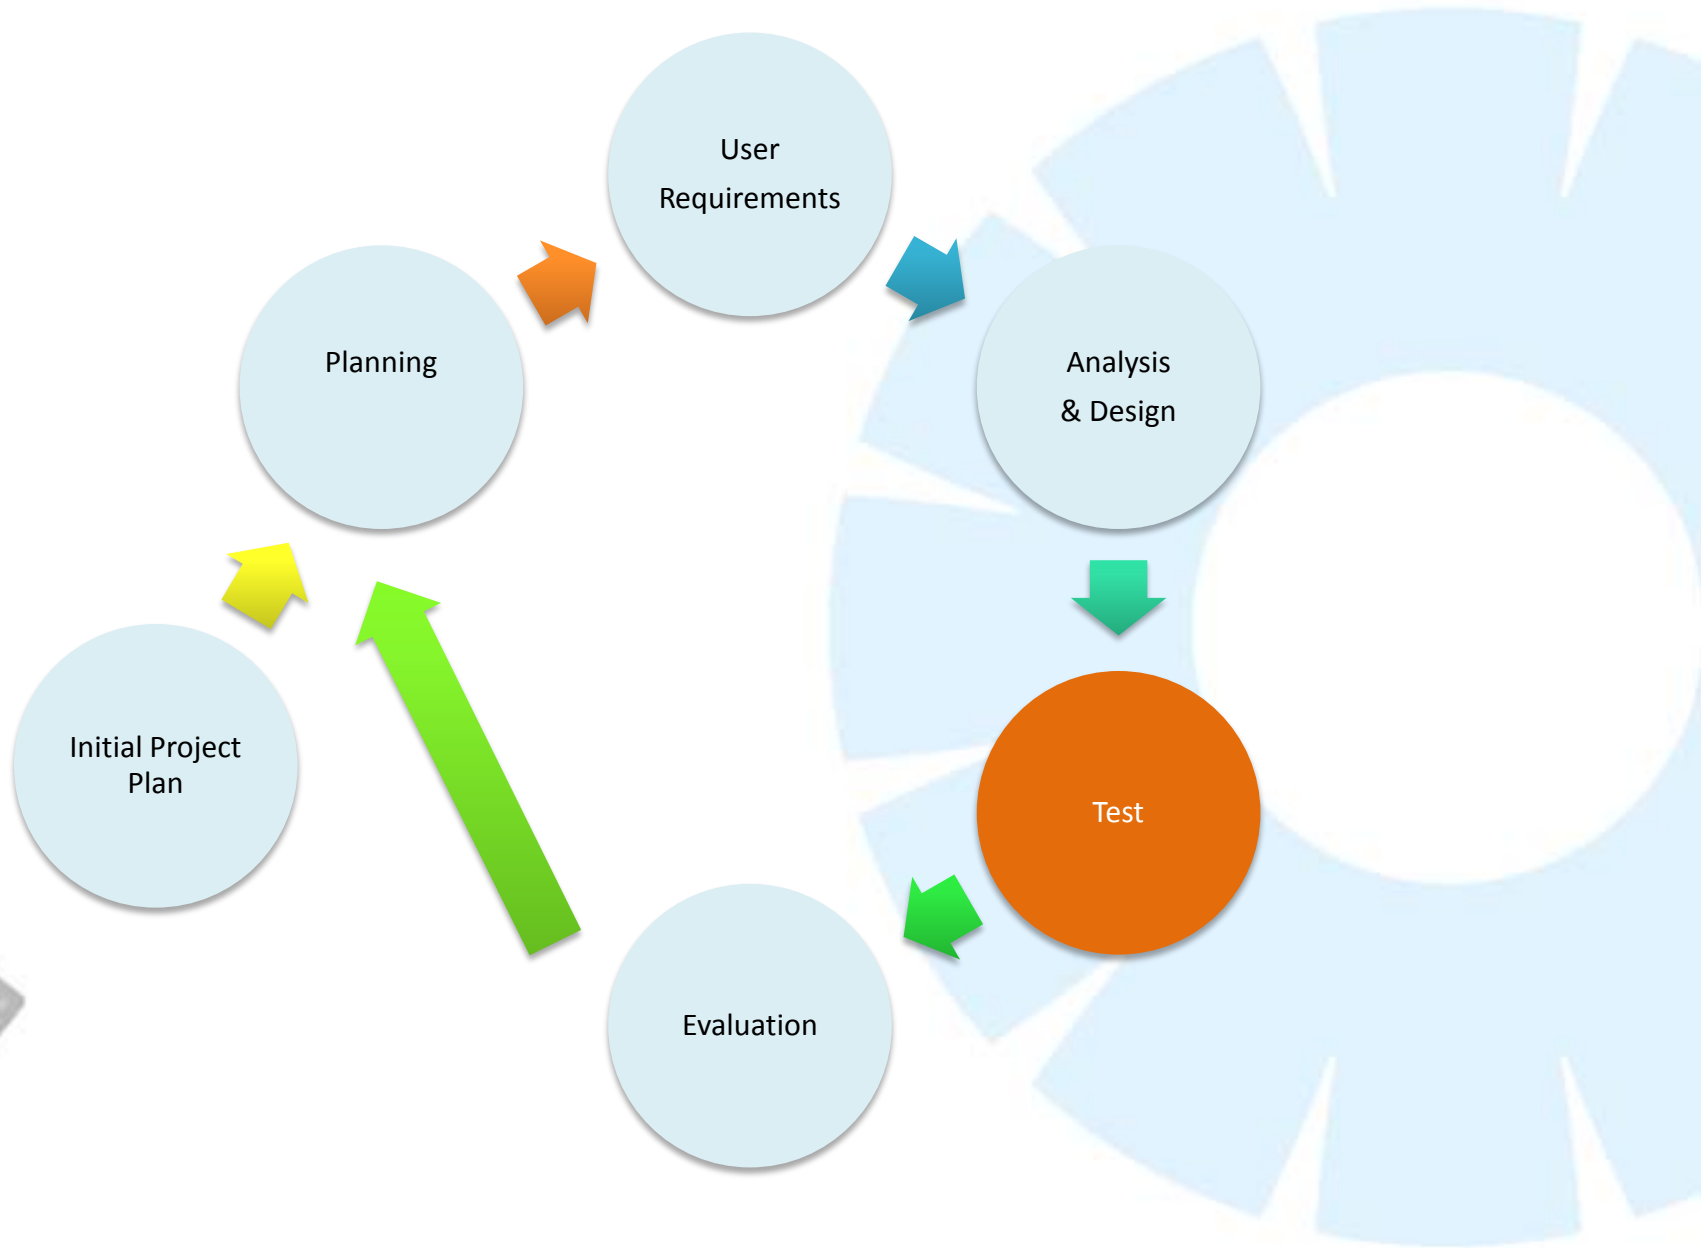 User
Requirements
Planning
Analysis
& Design
Initial Project
Plan
Test
Evaluation